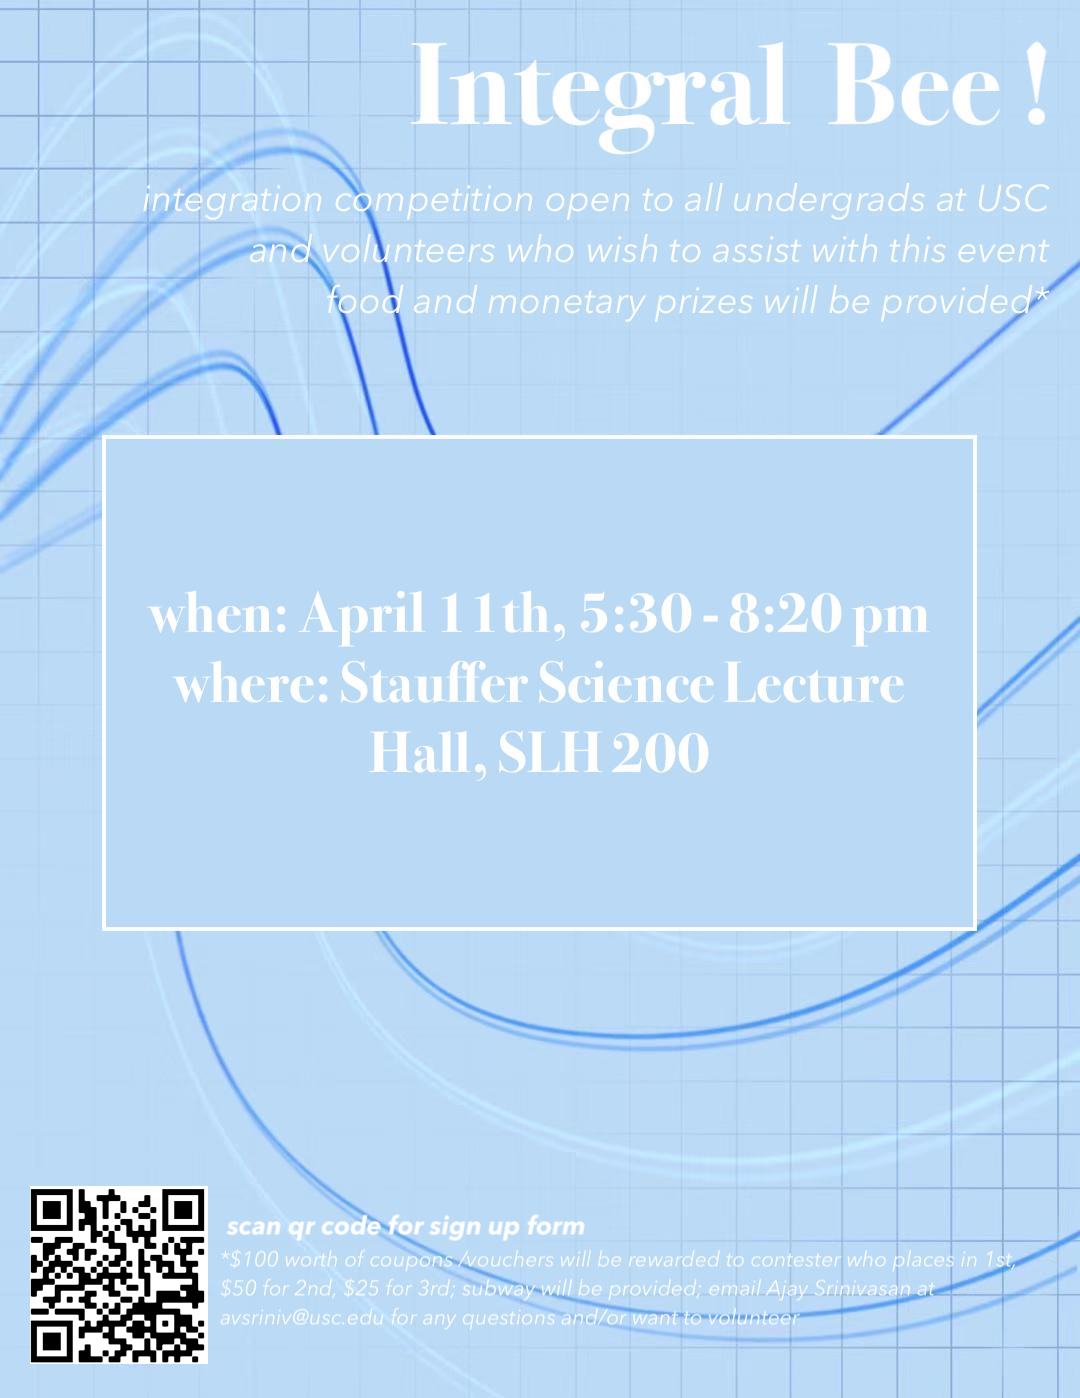 Integral Bee !
integration competition open to all undergrads at USC
and volunteers who wish to assist with this event
food and monetary prizes will be provided*
when: April 11th, 5:30 - 8:20 pm
where: Stauffer Science Lecture
Hall, SLH 200
scan qr code for sign up form
*$100 worth of coupons /vouchers will be rewarded to contester who places in 1st,
$50 for 2nd, $25 for 3rd; subway will be provided; email Ajay Srinivasan at
avsriniv@usc.edu for any questions and/or want to volunteer